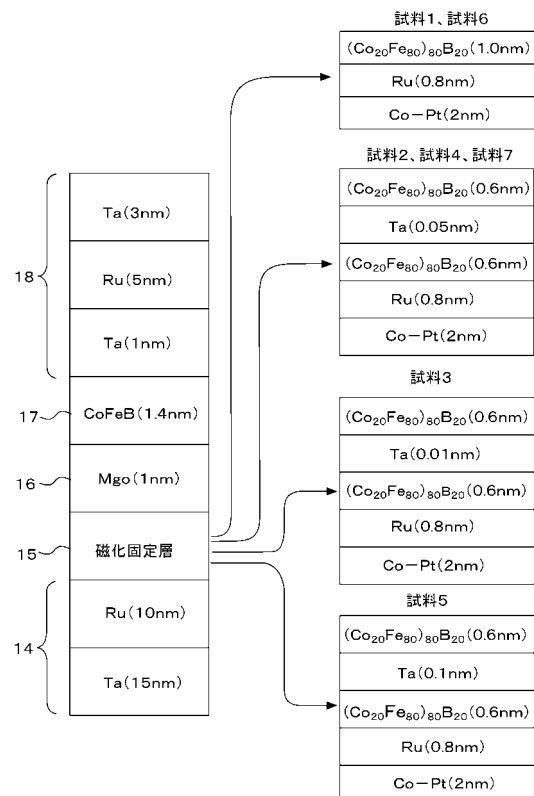 18
Ta(3nm)
Ru(5nm)
Ta(1nm)
17
CoFeB(1.4nm)
16
Mgo(1nm)
15
磁化固定層
14
Ru(10nm)
Ta(15nm)
試料1、試料6
(Co₂₀Fe₈₀)₈₀B₂₀(1.0nm)
Ru(0.8nm)
Co−Pt(2nm)
試料2、試料4、試料7
(Co₂₀Fe₈₀)₈₀B₂₀(0.6nm)
Ta(0.05nm)
(Co₂₀Fe₈₀)₈₀B₂₀(0.6nm)
Ru(0.8nm)
Co−Pt(2nm)
試料3
(Co₂₀Fe₈₀)₈₀B₂₀(0.6nm)
Ta(0.01nm)
(Co₂₀Fe₈₀)₈₀B₂₀(0.6nm)
Ru(0.8nm)
Co−Pt(2nm)
試料5
(Co₂₀Fe₈₀)₈₀B₂₀(0.6nm)
Ta(0.1nm)
(Co₂₀Fe₈₀)₈₀B₂₀(0.6nm)
Ru(0.8nm)
Co−Pt(2nm)